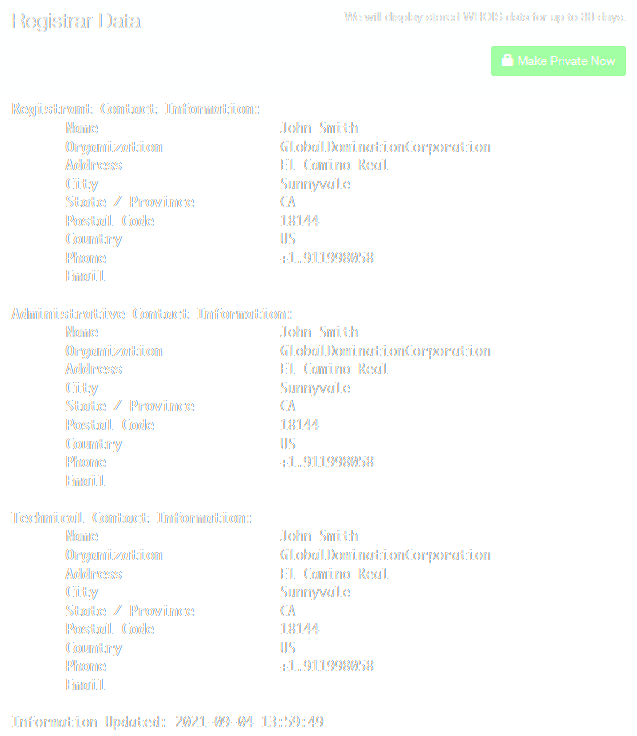 Registrar Data
We will display stored WHOIS data for up to 30 days.
Make Private Now
Registrant Contact Information:
Name John Smith
Organization GlobalDominationCorporation
Address El Camino Real
City Sunnyvale
State / Province CA
Postal Code 18144
Country US
Phone +1.911998058
Email
Administrative Contact Information:
Name John Smith
Organization GlobalDominationCorporation
Address El Camino Real
City Sunnyvale
State / Province CA
Postal Code 18144
Country US
Phone +1.911998058
Email
Technical Contact Information:
Name John Smith
Organization GlobalDominationCorporation
Address El Camino Real
City Sunnyvale
State / Province CA
Postal Code 18144
Country US
Phone +1.911998058
Email
Information Updated: 2021-09-04 13:59:49